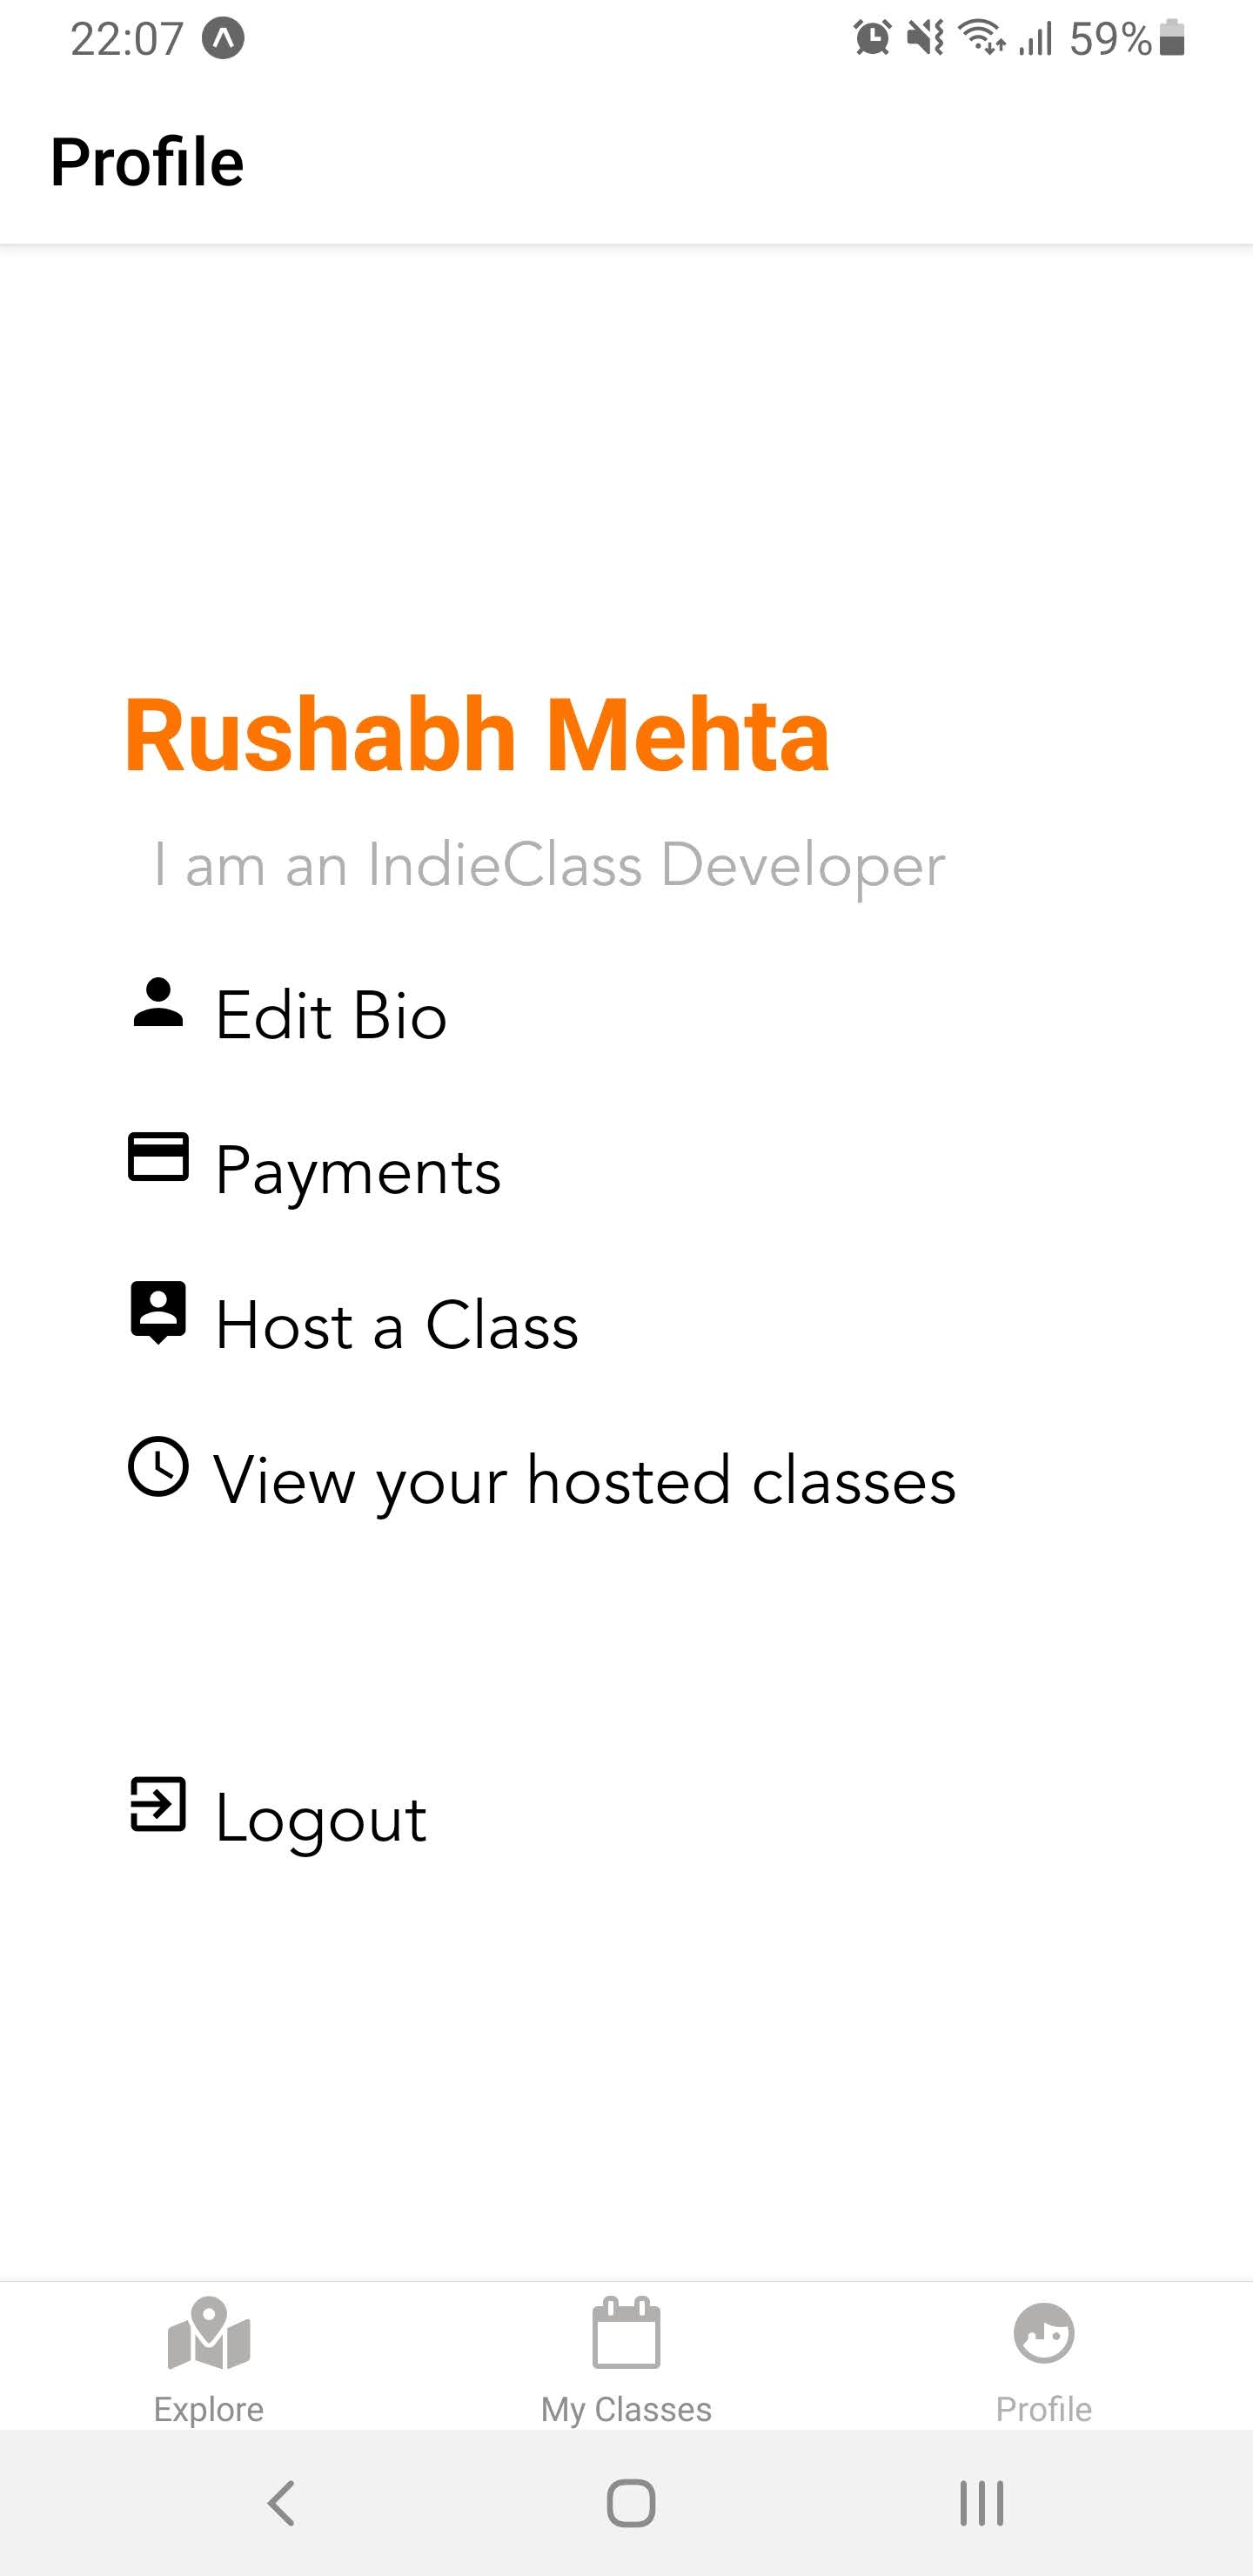 22:07
59%
Profile
Rushabh Mehta
I am an IndieClass Developer
Edit Bio
Payments
Host a Class
View your hosted classes
Logout
Explore
My Classes
Profile